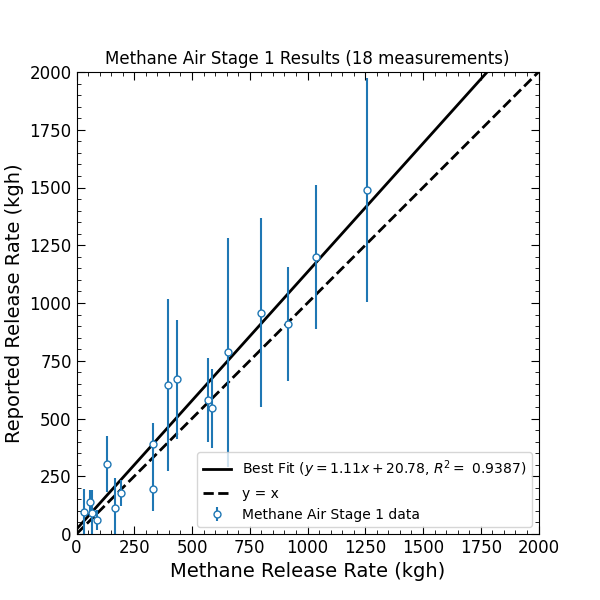 Methane Air Stage 1 Results (18 measurements)
2000
1750
1500
1250
1000
750
500
250
0
Reported Release Rate (kgh)
Best Fit (y = 1.11x + 20.78, R² = 0.9387)
y = x
Methane Air Stage 1 data
0 250 500 750 1000 1250 1500 1750 2000
Methane Release Rate (kgh)